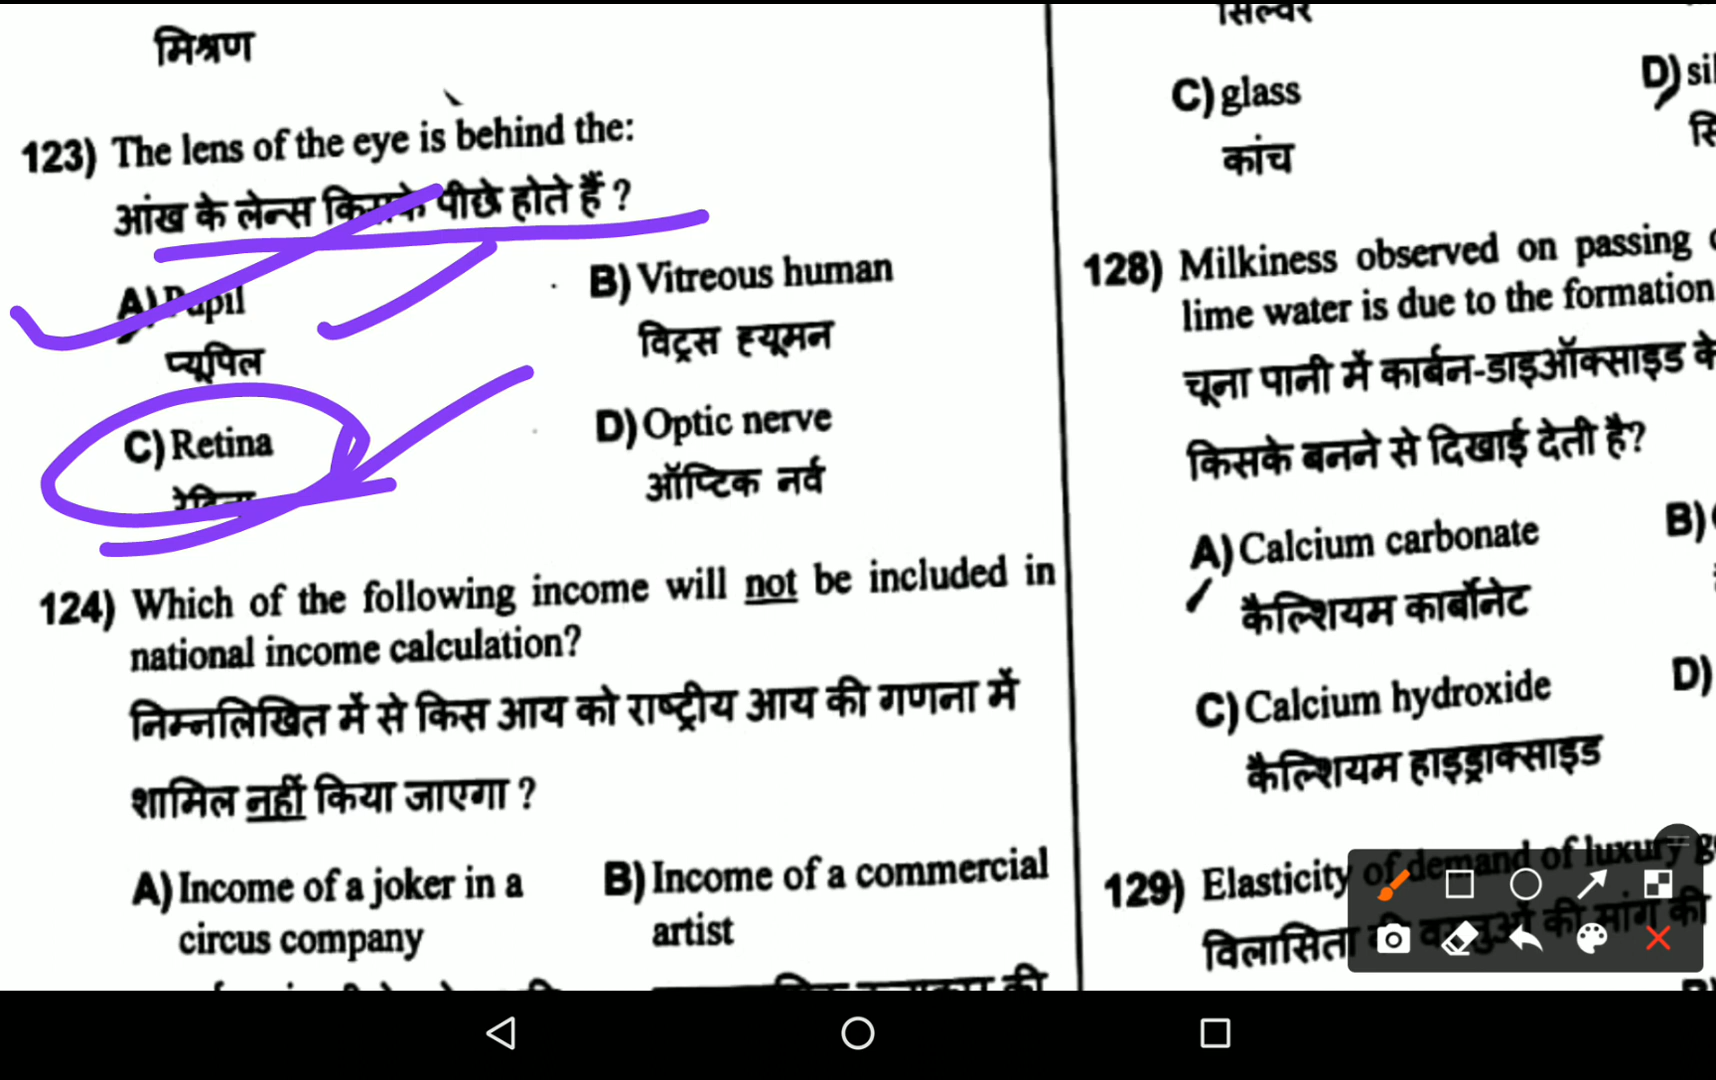 मिश्रण
123) The lens of the eye is behind the:
आंख के लेन्स किसके पीछे होते हैं ?
A) Pupil
प्यूपिल
B) Vitreous human
विट्रस ह्यूमन
C) Retina
रेटिना
D) Optic nerve
ऑप्टिक नर्व
124) Which of the following income will not be included in
national income calculation?
निम्नलिखित में से किस आय को राष्ट्रीय आय की गणना में
शामिल नहीं किया जाएगा ?
A) Income of a joker in a
circus company
B) Income of a commercial
artist
सिल्वर
C) glass
कांच
D)
128) Milkiness observed on passing
lime water is due to the formation
चूना पानी में कार्बन-डाइऑक्साइड के
किसके बनने से दिखाई देती है?
A) Calcium carbonate
कैल्शियम कार्बोनेट
B)
C) Calcium hydroxide
कैल्शियम हाइड्राक्साइड
D)
129) Elasticity of demand of luxury
विलासिता की वस्तुओं की मांग की